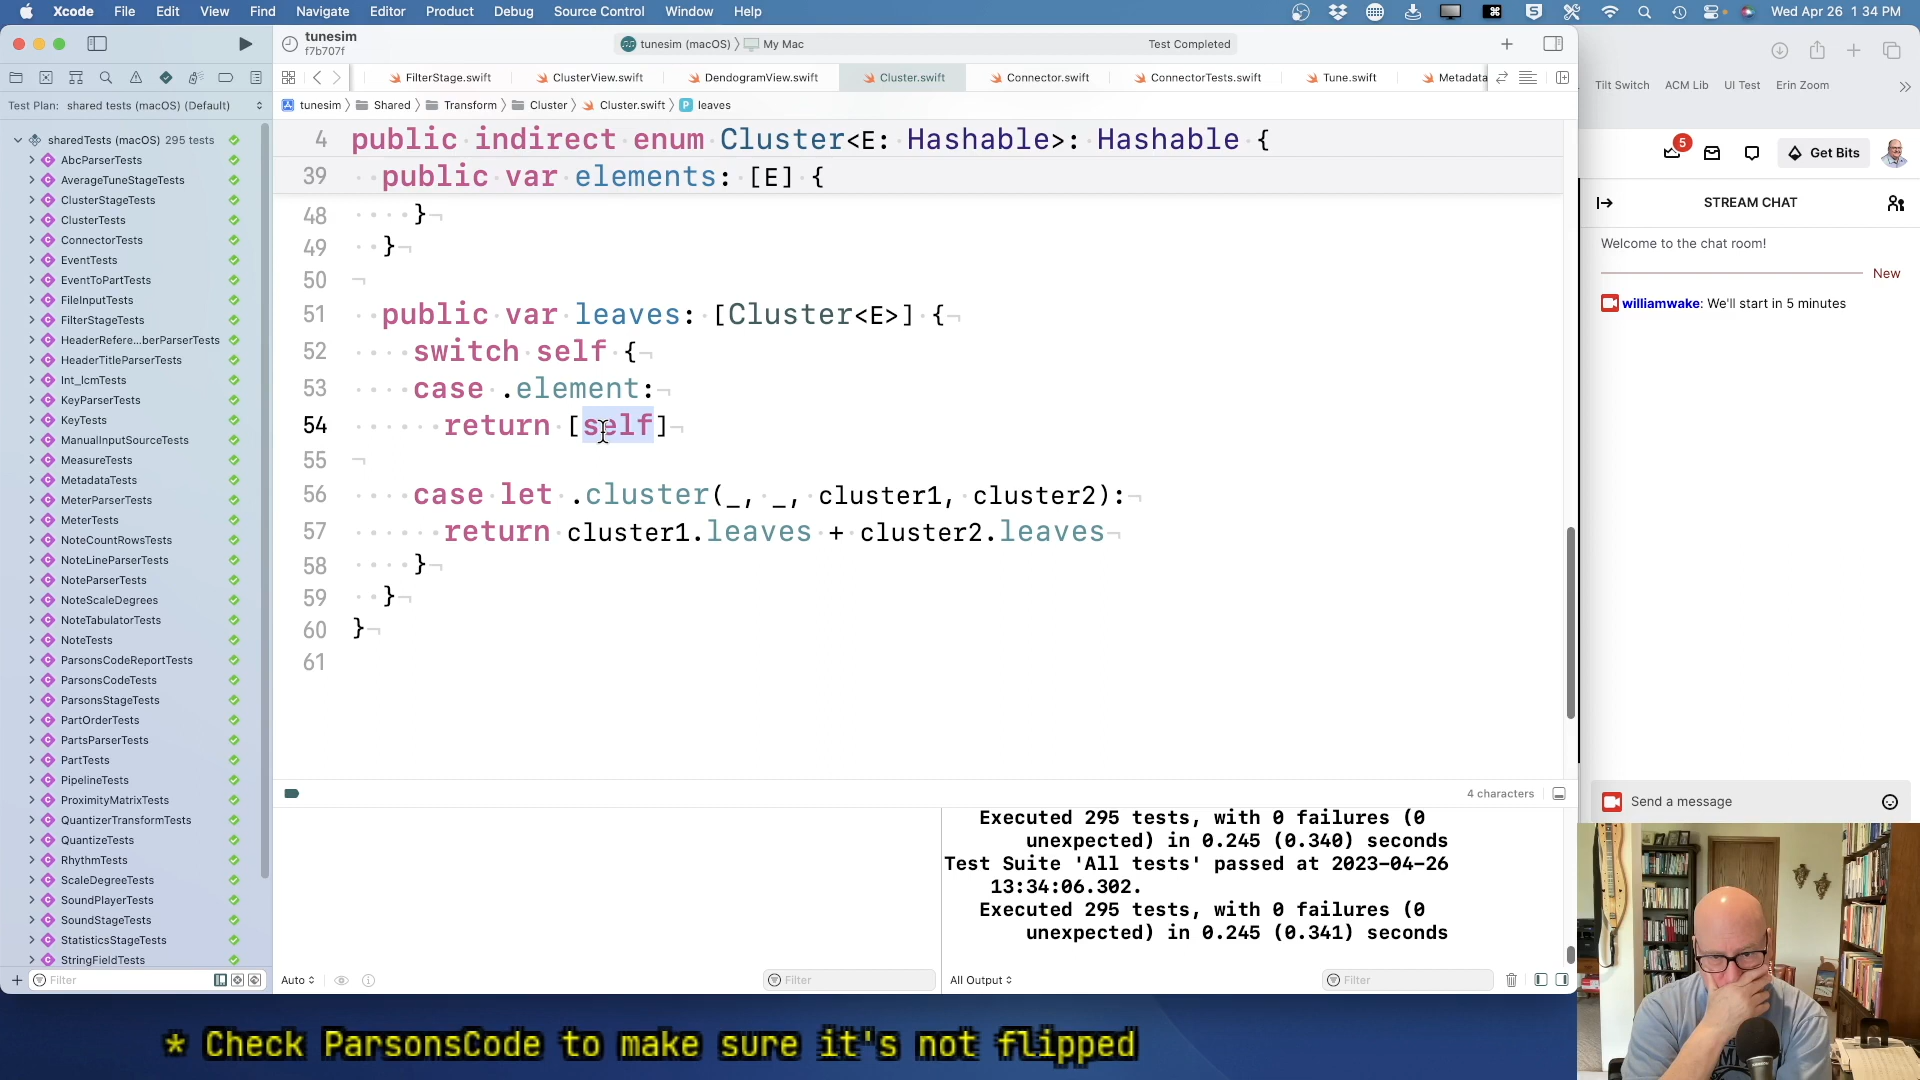 Xcode File Edit View Find Navigate Editor Product Debug Source Control Window Help Wed Apr 26 1 34 PM
tunesim
f7b707f
tunesim (macOS) My Mac Test Completed
FilterStage.swift ClusterView.swift DendogramView.swift Cluster.swift Connector.swift ConnectorTests.swift Tune.swift Metadata
Tilt Switch ACM Lib UI Test Erin Zoom
Test Plan: shared tests (macOS) (Default)
tunesim Shared Transform Cluster Cluster.swift P leaves
sharedTests (macOS) 295 tests
AbcParserTests
AverageTuneStageTests
ClusterStageTests
ClusterTests
ConnectorTests
EventTests
EventToPartTests
FileInputTests
FilterStageTests
HeaderRefere...berParserTests
HeaderTitleParserTests
Int_lcmTests
KeyParserTests
KeyTests
ManualInputSourceTests
MeasureTests
MetadataTests
MeterParserTests
MeterTests
NoteCountRowsTests
NoteLineParserTests
NoteParserTests
NoteScaleDegrees
NoteTabulatorTests
NoteTests
ParsonsCodeReportTests
ParsonsCodeTests
ParsonsStageTests
PartOrderTests
PartsParserTests
PartTests
PipelineTests
ProximityMatrixTests
QuantizerTransformTests
QuantizeTests
RhythmTests
ScaleDegreeTests
SoundPlayerTests
SoundStageTests
StatisticsStageTests
StringFieldTests
Filter
4 public indirect enum Cluster<E: Hashable>: Hashable {
39 public var elements: [E] {
48 }
49 }
50
51 public var leaves: [Cluster<E>] {
52 switch self {
53 case .element:
54 return [self]
55
56 case let .cluster(_, _, cluster1, cluster2):
57 return cluster1.leaves + cluster2.leaves
58 }
59 }
60 }
61
4 characters
Executed 295 tests, with 0 failures (0
unexpected) in 0.245 (0.340) seconds
Test Suite 'All tests' passed at 2023-04-26
13:34:06.302.
Executed 295 tests, with 0 failures (0
unexpected) in 0.245 (0.341) seconds
Auto Filter All Output Filter
5
Get Bits
STREAM CHAT
Welcome to the chat room!
New
williamwake: We'll start in 5 minutes
Send a message
* Check ParsonsCode to make sure it's not flipped